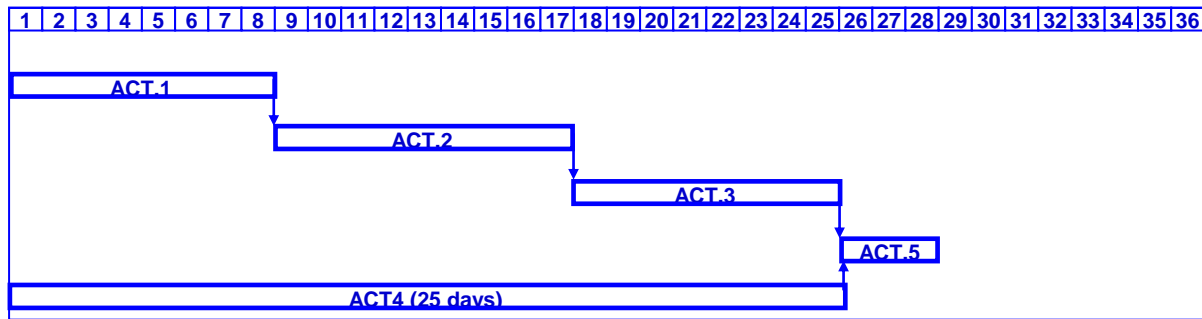 1 2 3 4 5 6 7 8 9 10 11 12 13 14 15 16 17 18 19 20 21 22 23 24 25 26 27 28 29 30 31 32 33 34 35 36
ACT.1
ACT.2
ACT.3
ACT.5
ACT4 (25 days)